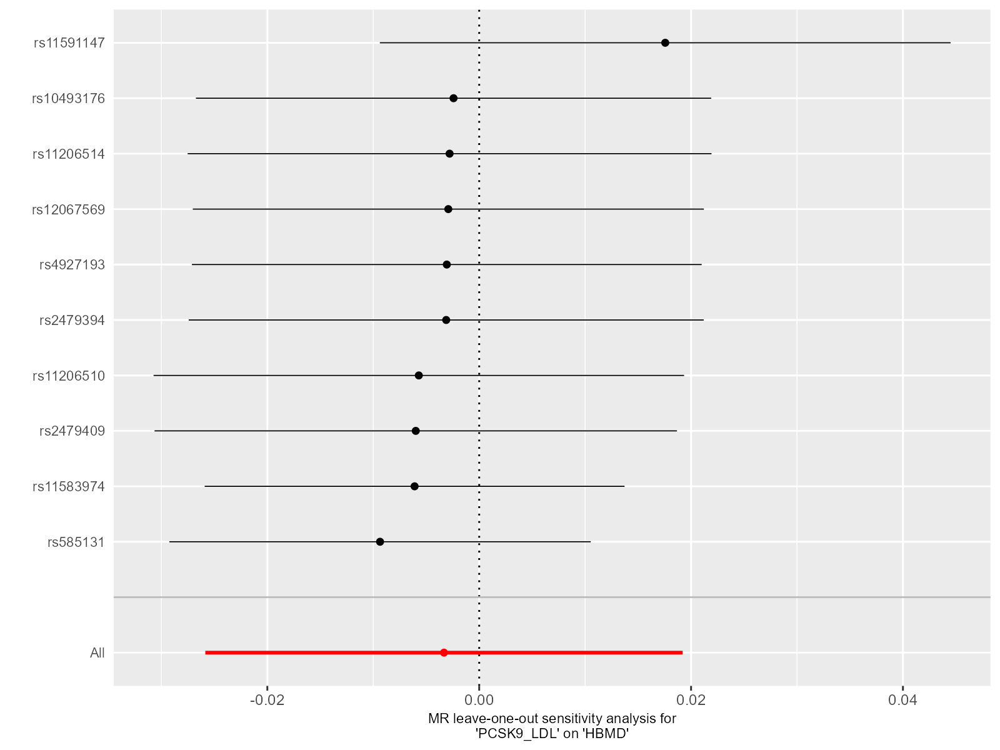 rs11591147
rs10493176
rs11206514
rs12067569
rs4927193
rs2479394
rs11206510
rs2479409
rs11583974
rs585131
All
-0.02 0.00 0.02 0.04
MR leave-one-out sensitivity analysis for
'PCSK9_LDL' on 'HBMD'